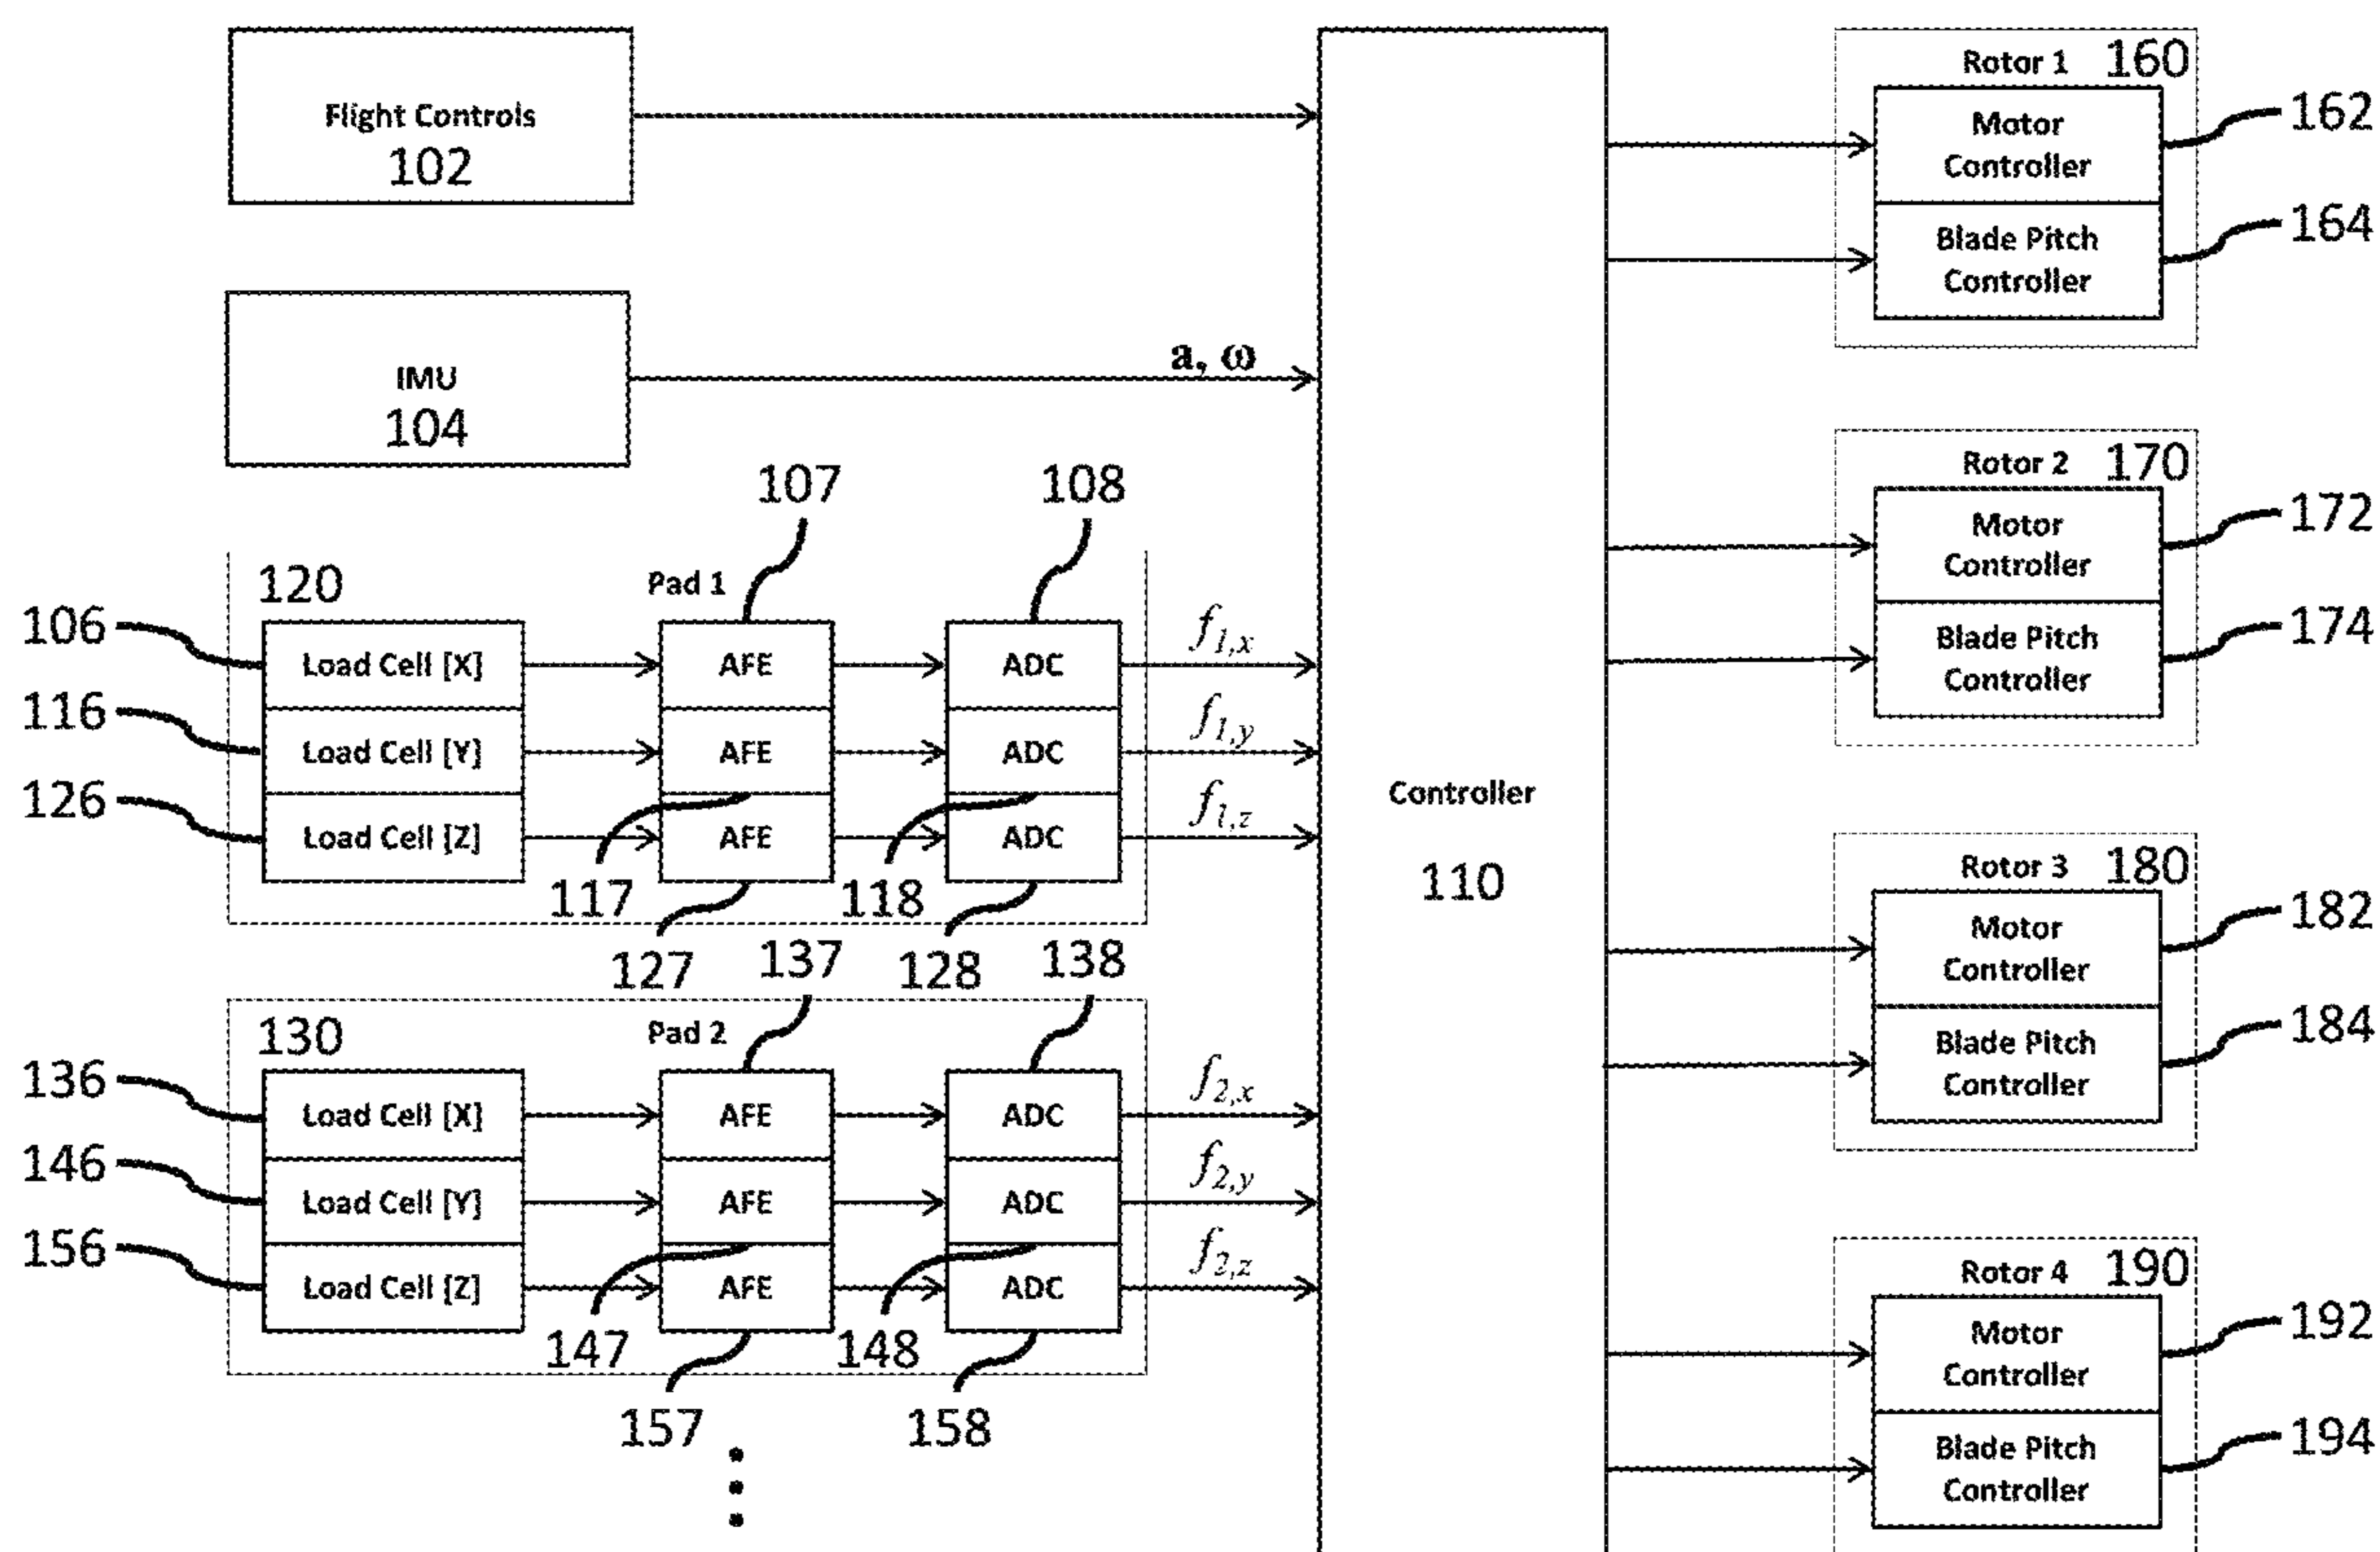 Flight Controls
102
IMU
104
a, ω
107
108
120
Pad 1
106
Load Cell [X]
AFE
ADC
f1,x
116
Load Cell [Y]
AFE
ADC
f1,y
126
Load Cell [Z]
AFE
ADC
f1,z
117
118
127
128
137
138
130
Pad 2
136
Load Cell [X]
AFE
ADC
f2,x
146
Load Cell [Y]
AFE
ADC
f2,y
156
Load Cell [Z]
AFE
ADC
f2,z
147
148
157
158
Controller
110
Rotor 1
160
Motor
Controller
162
Blade Pitch
Controller
164
Rotor 2
170
Motor
Controller
172
Blade Pitch
Controller
174
Rotor 3
180
Motor
Controller
182
Blade Pitch
Controller
184
Rotor 4
190
Motor
Controller
192
Blade Pitch
Controller
194